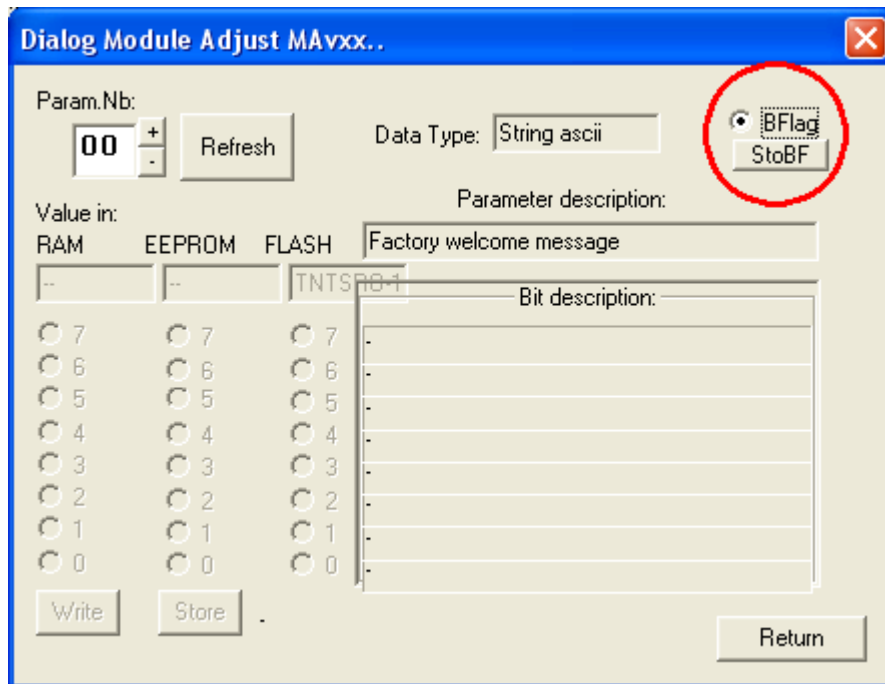 Dialog Module Adjust MAvxx..
Param.Nb:
00
+
-
Refresh
Data Type:
String ascii
BFlag
StoBF
Parameter description:
Factory welcome message
Value in:
RAM EEPROM FLASH
-- --
Bit description:
7 7 7 -
6 6 6 -
5 5 5 -
4 4 4 -
3 3 3 -
2 2 2 -
1 1 1 -
0 0 0 -
Write Store .
Return